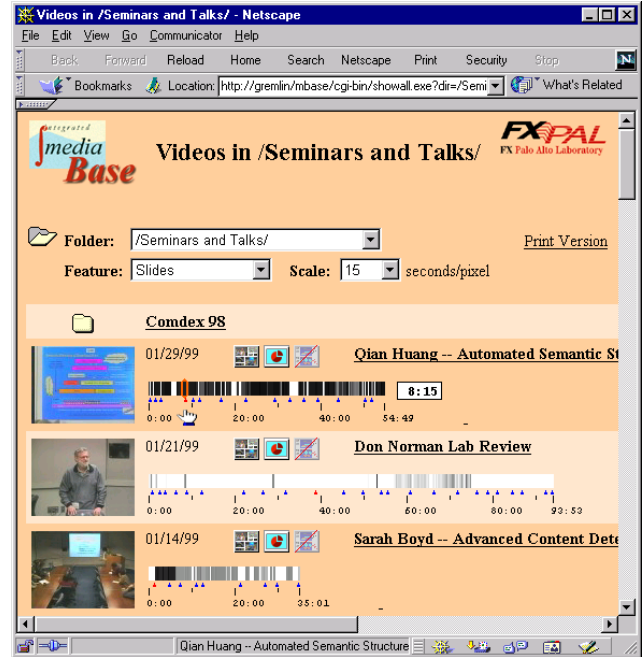 Videos in /Seminars and Talks/ - Netscape
File Edit View Go Communicator Help
Back Forward Reload Home Search Netscape Print Security Stop
N
Bookmarks Location: http://gremlin/mbase/cgi-bin/showall.exe?dir=/Semi What's Related
integrated
media
Base
Videos in /Seminars and Talks/
FXPAL
FX Palo Alto Laboratory
Folder: /Seminars and Talks/ Print Version
Feature: Slides Scale: 15 seconds/pixel
Comdex 98
01/29/99 Qian Huang -- Automated Semantic St
8:15
0:00 20:00 40:00 54:49
01/21/99 Don Norman Lab Review
0:00 20:00 40:00 60:00 80:00 93:53
01/14/99 Sarah Boyd -- Advanced Content Dete
0:00 20:00 35:01
Qian Huang -- Automated Semantic Structure